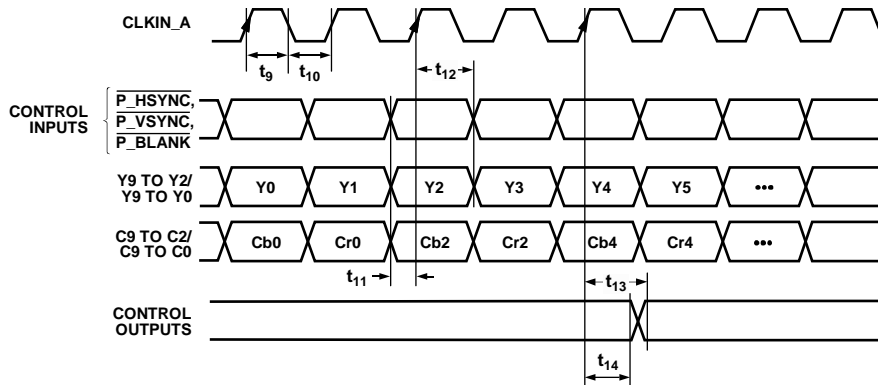 CLKIN_A
t9
t10
t12
CONTROL
INPUTS
P_HSYNC,
P_VSYNC,
P_BLANK
Y9 TO Y2/
Y9 TO Y0
Y0
Y1
Y2
Y3
Y4
Y5
•••
C9 TO C2/
C9 TO C0
Cb0
Cr0
Cb2
Cr2
Cb4
Cr4
•••
t11
t13
CONTROL
OUTPUTS
t14